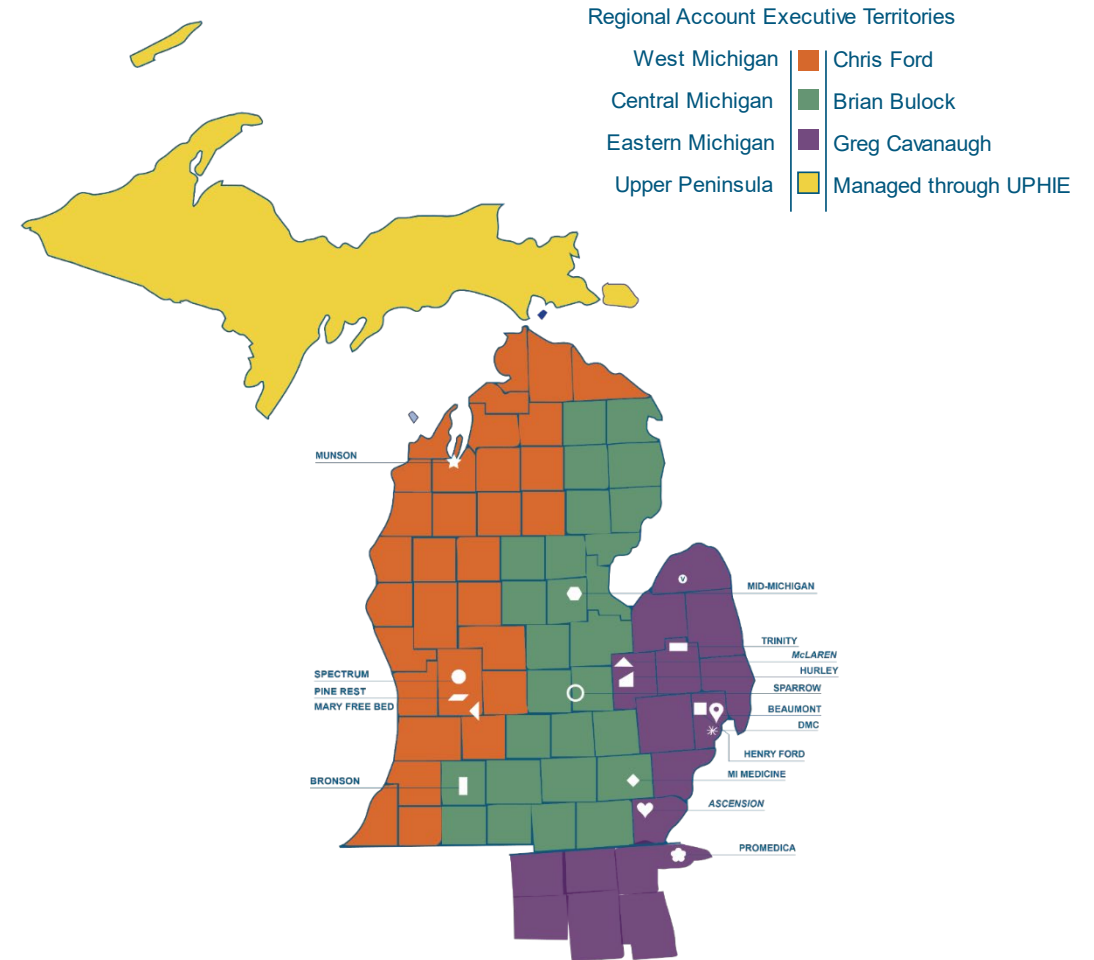 Regional Account Executive Territories
West Michigan Chris Ford
Central Michigan Brian Bulock
Eastern Michigan Greg Cavanaugh
Upper Peninsula Managed through UPHIE
MUNSON
MID-MICHIGAN
TRINITY
McLAREN
HURLEY
SPECTRUM
SPARROW
PINE REST
MARY FREE BED
BEAUMONT
DMC
HENRY FORD
MI MEDICINE
BRONSON
ASCENSION
PROMEDICA
V